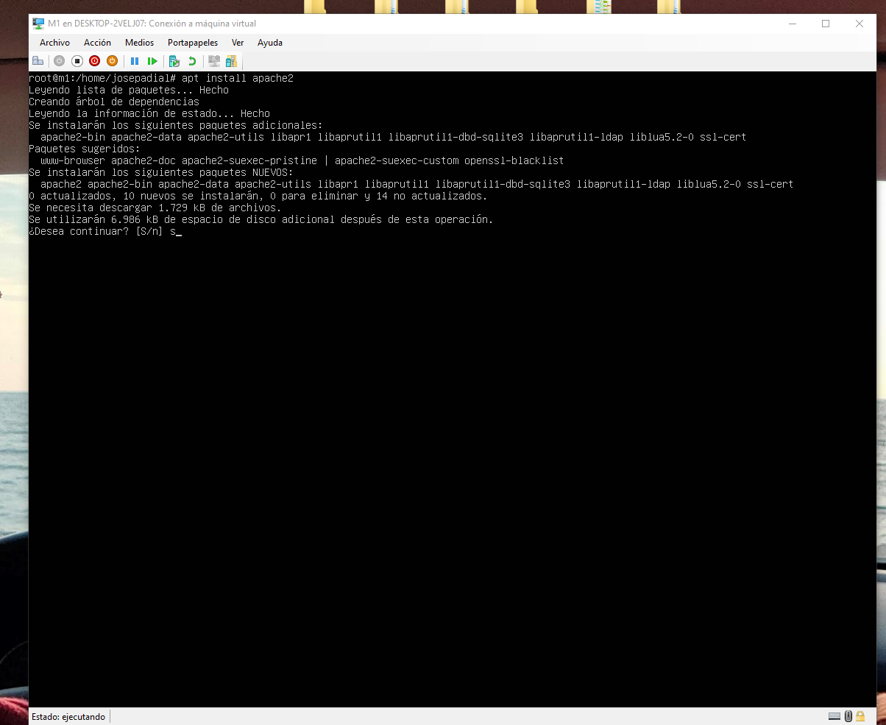 M1 en DESKTOP-2VELJ07: Conexión a máquina virtual
Archivo Acción Medios Portapapeles Ver Ayuda
root@m1:/home/josepadial# apt install apache2
Leyendo lista de paquetes... Hecho
Creando árbol de dependencias
Leyendo la información de estado... Hecho
Se instalarán los siguientes paquetes adicionales:
apache2-bin apache2-data apache2-utils libapr1 libaprutil1 libaprutil1-dbd-sqlite3 libaprutil1-ldap liblua5.2-0 ssl-cert
Paquetes sugeridos:
www-browser apache2-doc apache2-suexec-pristine | apache2-suexec-custom openssl-blacklist
Se instalarán los siguientes paquetes NUEVOS:
apache2 apache2-bin apache2-data apache2-utils libapr1 libaprutil1 libaprutil1-dbd-sqlite3 libaprutil1-ldap liblua5.2-0 ssl-cert
0 actualizados, 10 nuevos se instalarán, 0 para eliminar y 14 no actualizados.
Se necesita descargar 1.729 kB de archivos.
Se utilizarán 6.986 kB de espacio de disco adicional después de esta operación.
¿Desea continuar? [S/n] s_
Estado: ejecutando